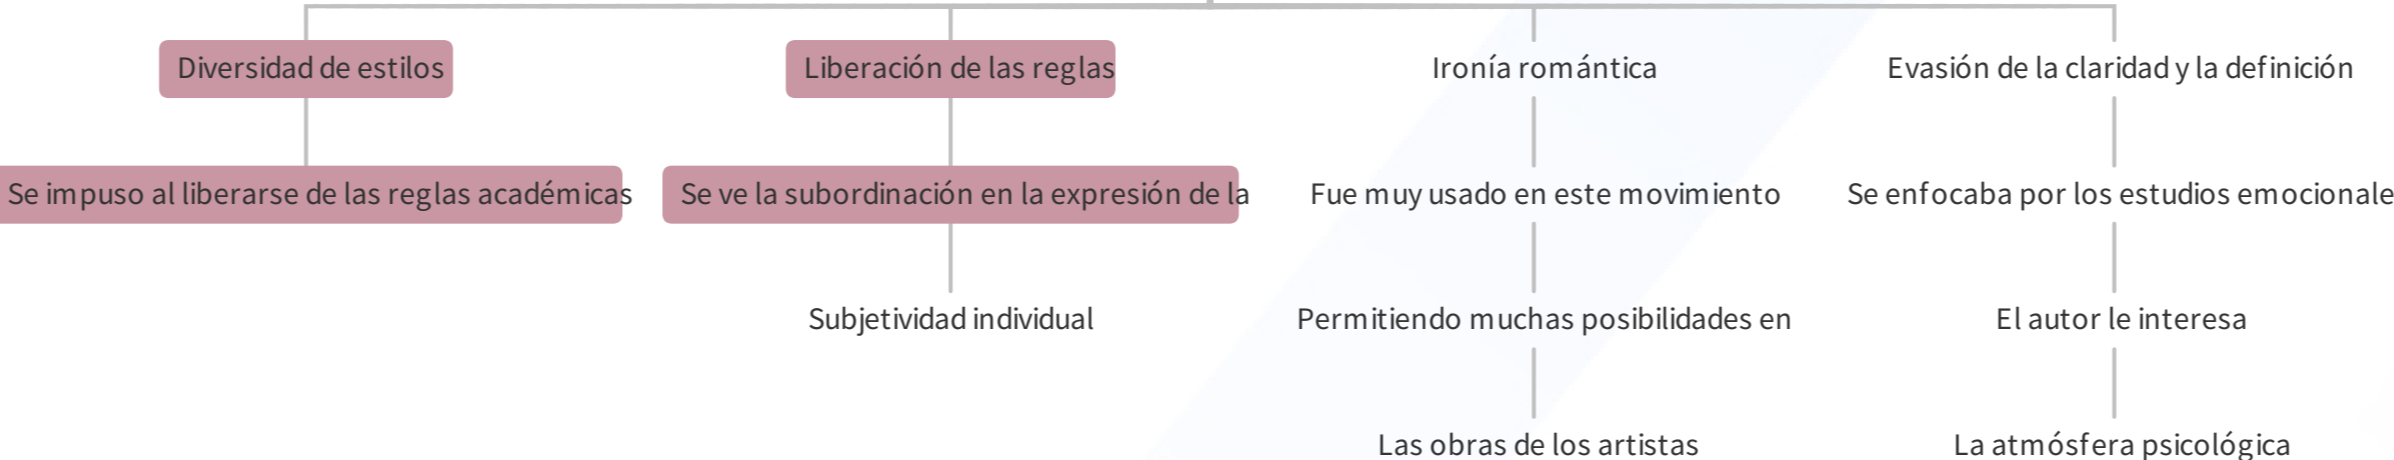 Diversidad de estilos
Liberación de las reglas
Ironía romántica
Evasión de la claridad y la definición
Se impuso al liberarse de las reglas académicas
Se ve la subordinación en la expresión de la
Fue muy usado en este movimiento
Se enfocaba por los estudios emocionale
Subjetividad individual
Permitiendo muchas posibilidades en
El autor le interesa
Las obras de los artistas
La atmósfera psicológica